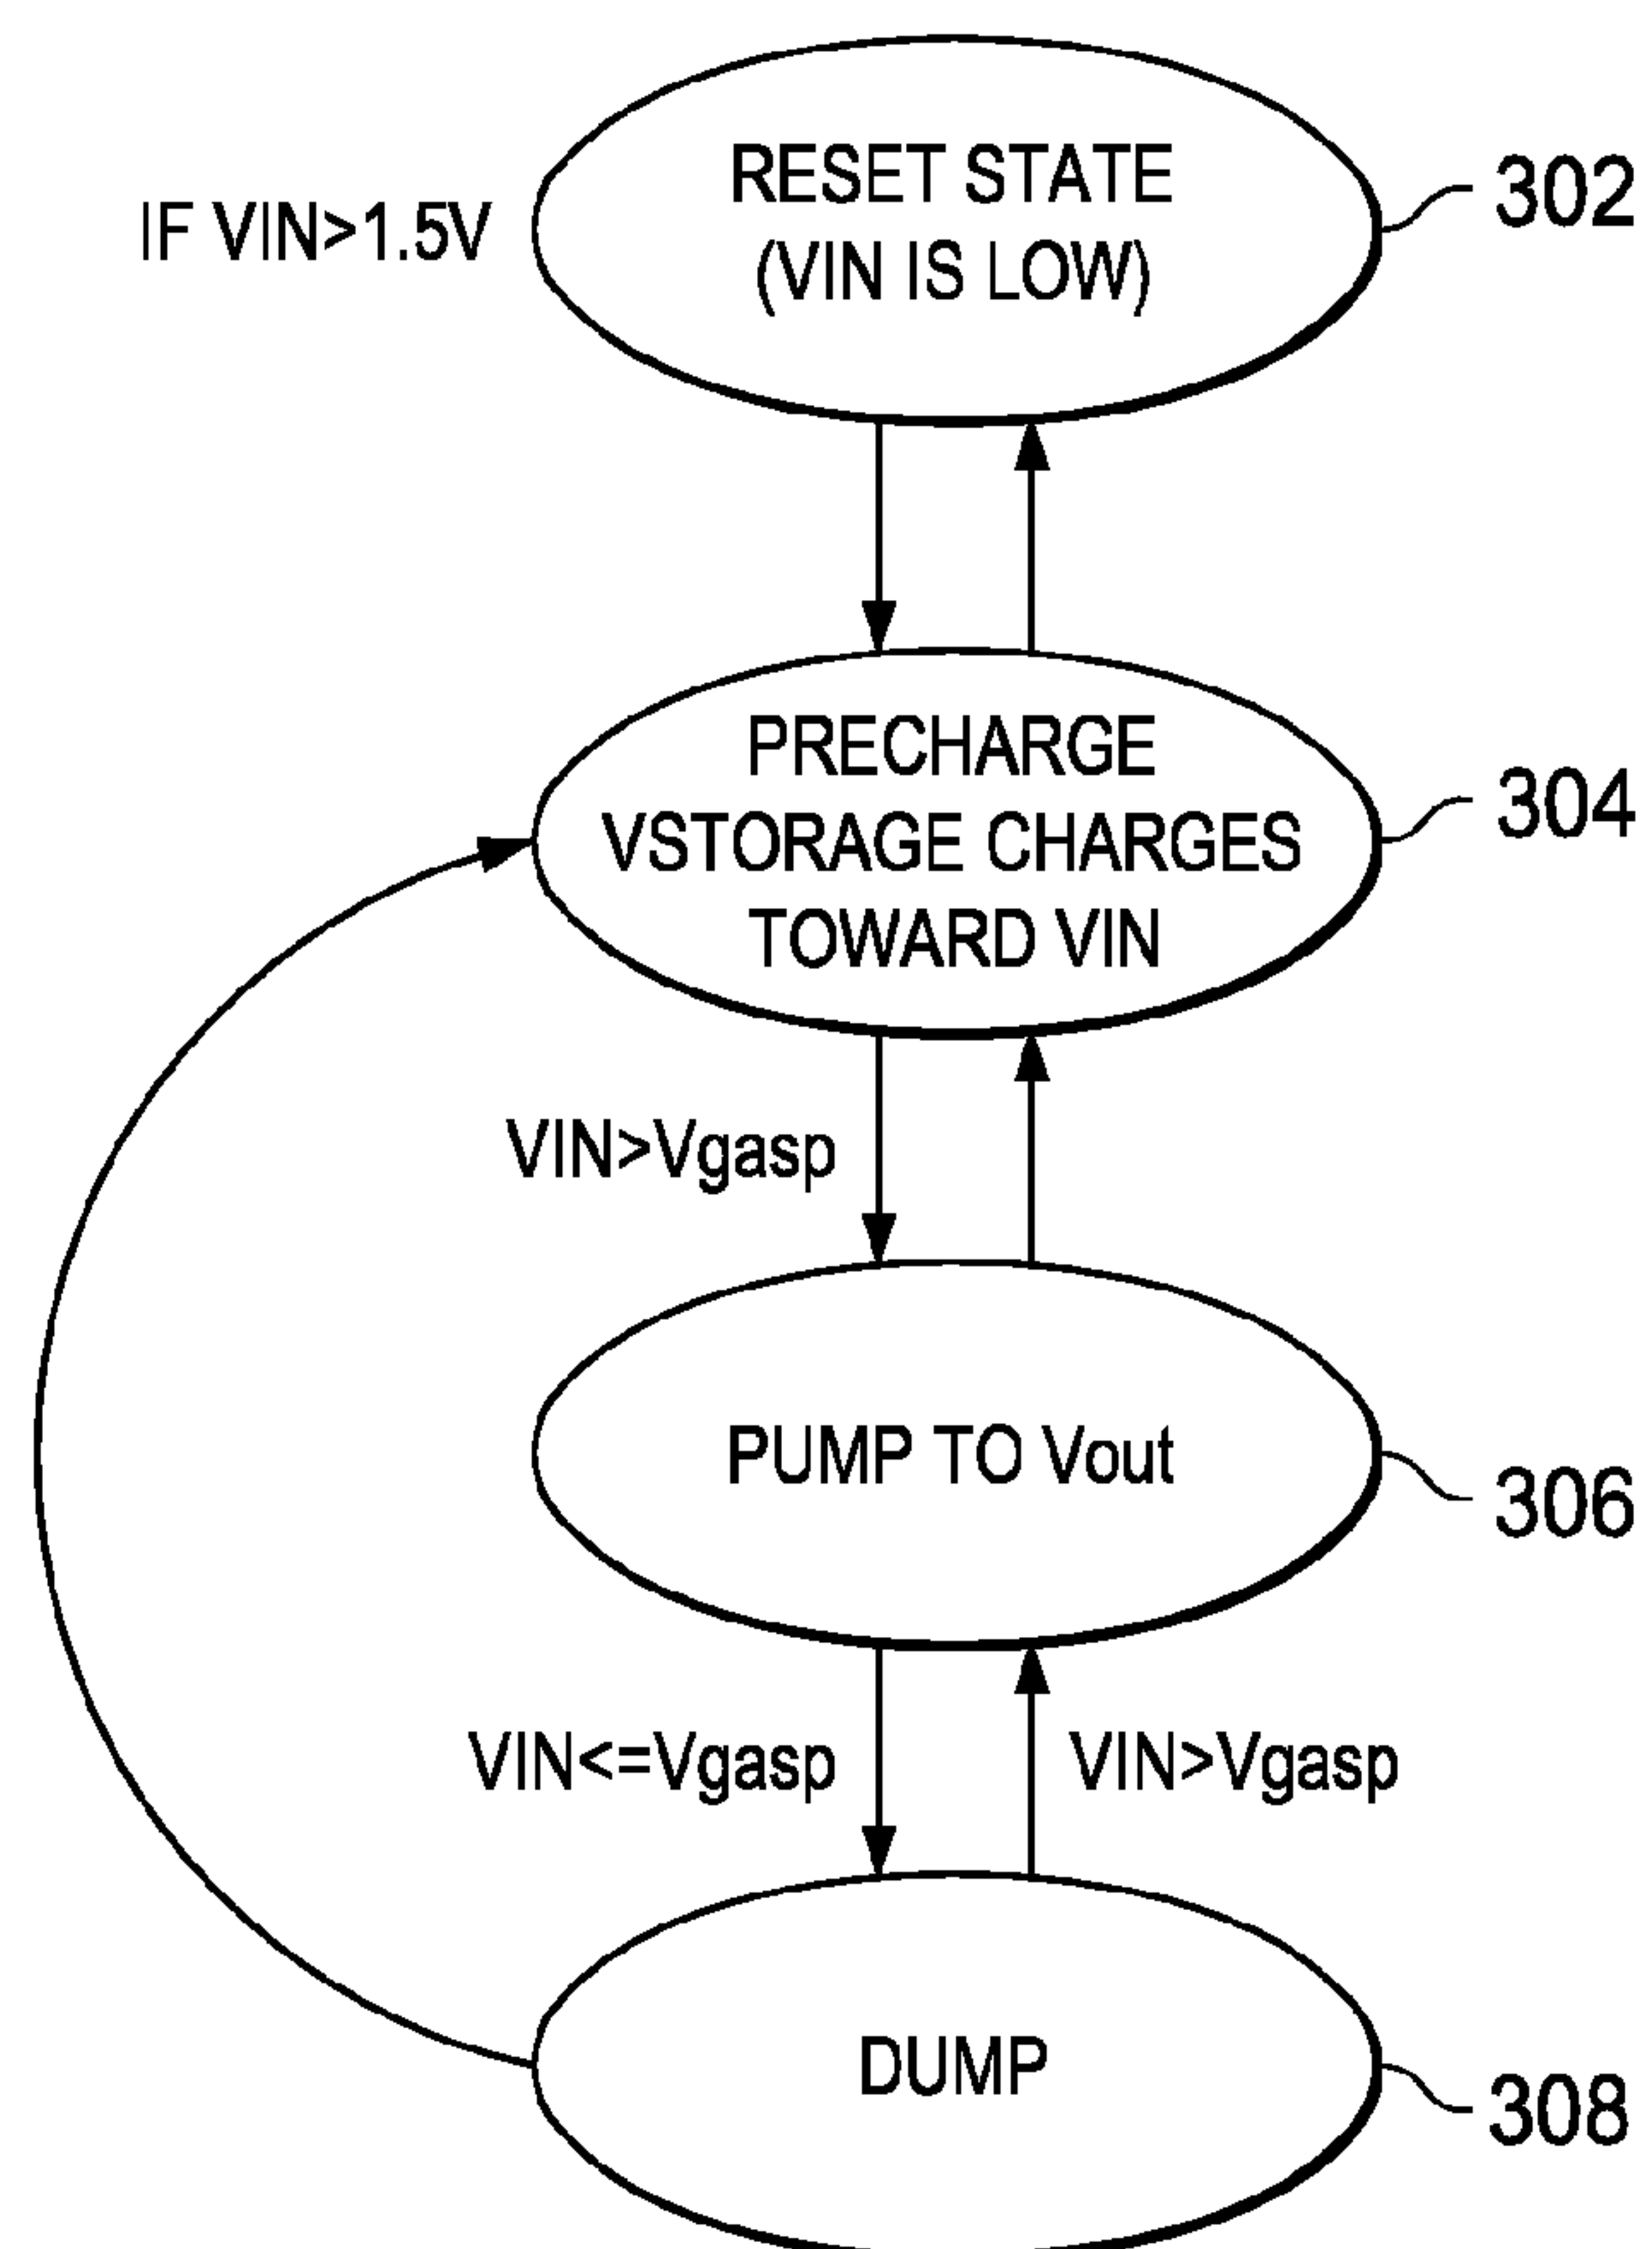 RESET STATE
(VIN IS LOW)
302
IF VIN>1.5V
PRECHARGE
VSTORAGE CHARGES
TOWARD VIN
304
VIN>Vgasp
PUMP TO Vout
306
VIN<=Vgasp
VIN>Vgasp
DUMP
308